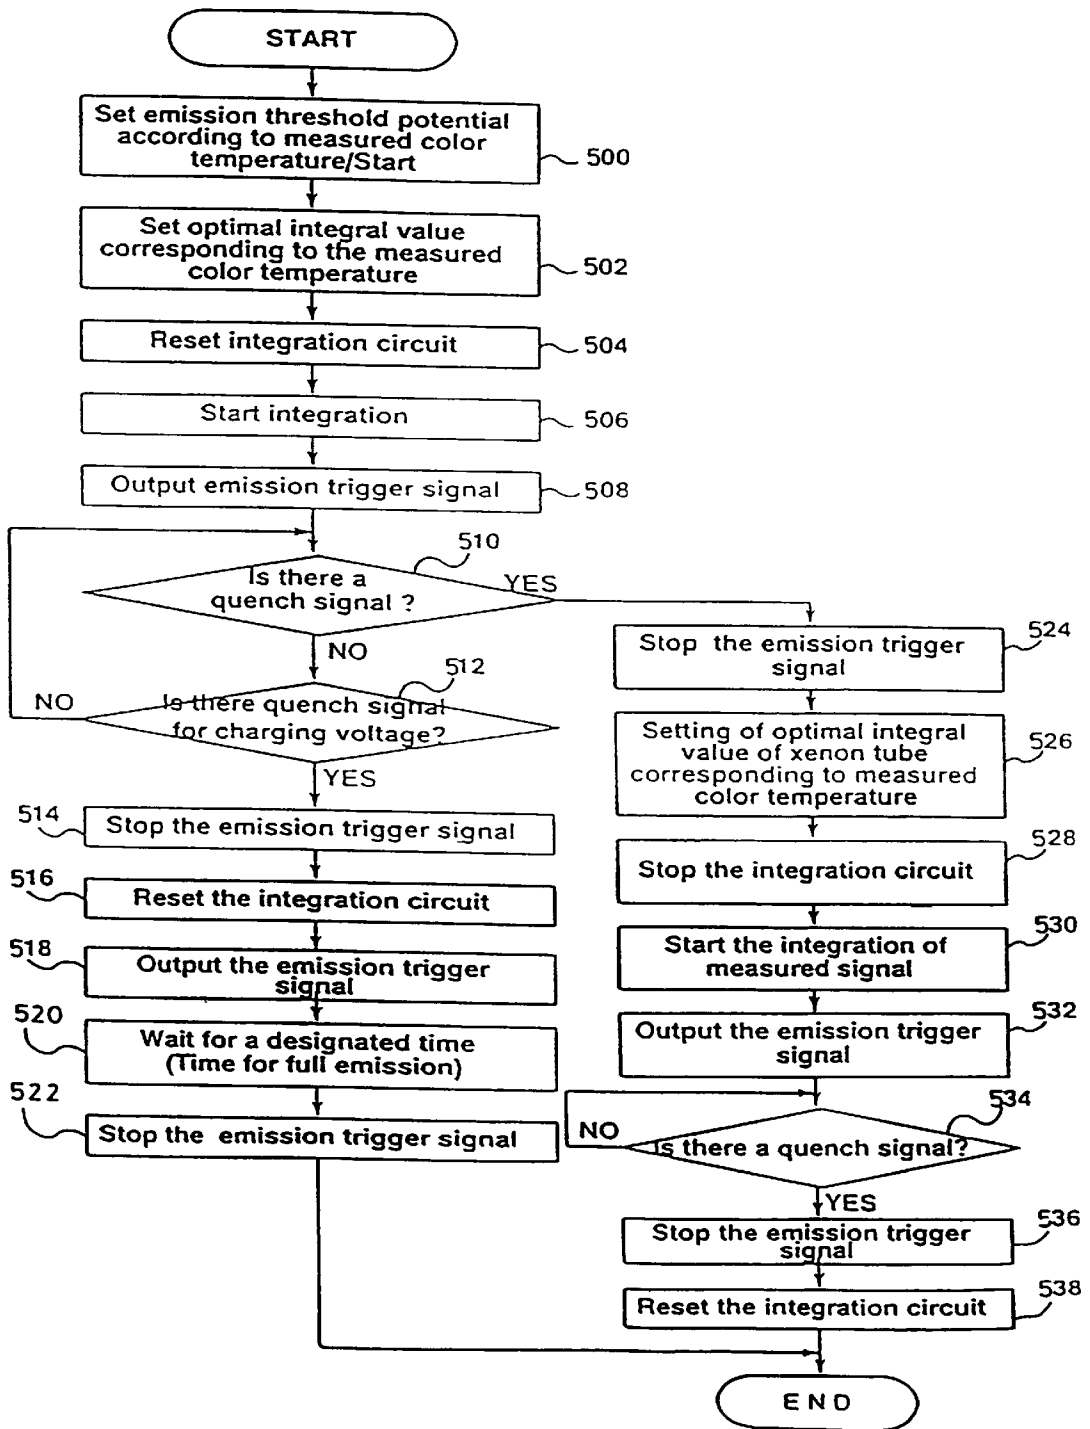 START
Set emission threshold potential
according to measured color
temperature/Start
500
Set optimal integral value
corresponding to the measured
color temperature
502
Reset integration circuit
504
Start integration
506
Output emission trigger signal
508
510
Is there a
quench signal ?
YES
NO
512
Is there quench signal
for charging voltage?
NO
YES
514
Stop the emission trigger signal
516
Reset the integration circuit
518
Output the emission trigger
signal
520
Wait for a designated time
(Time for full emission)
522
Stop the emission trigger signal
524
Stop the emission trigger
signal
526
Setting of optimal integral
value of xenon tube
corresponding to measured
color temperature
528
Stop the integration circuit
530
Start the integration of
measured signal
532
Output the emission trigger
signal
534
NO
Is there a quench signal?
YES
536
Stop the emission trigger
signal
538
Reset the integration circuit
END